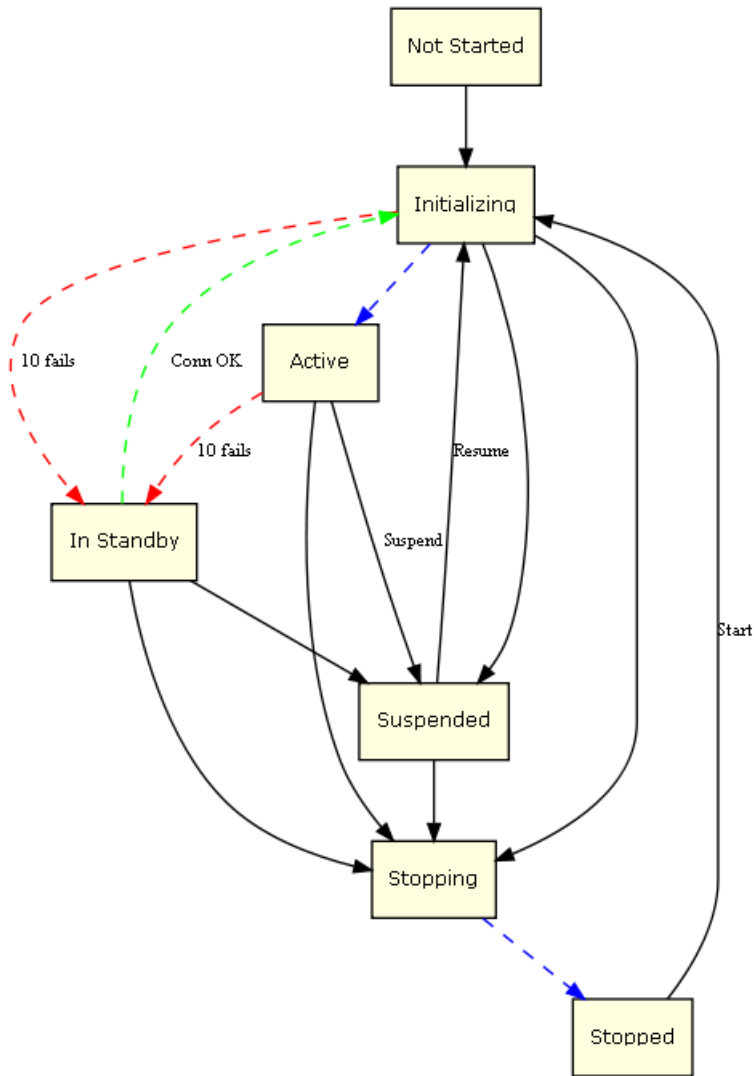 Not Started
Initializing
10 fails
Conn OK
Active
10 fails
Resume
In Standby
Suspend
Start
Suspended
Stopping
Stopped